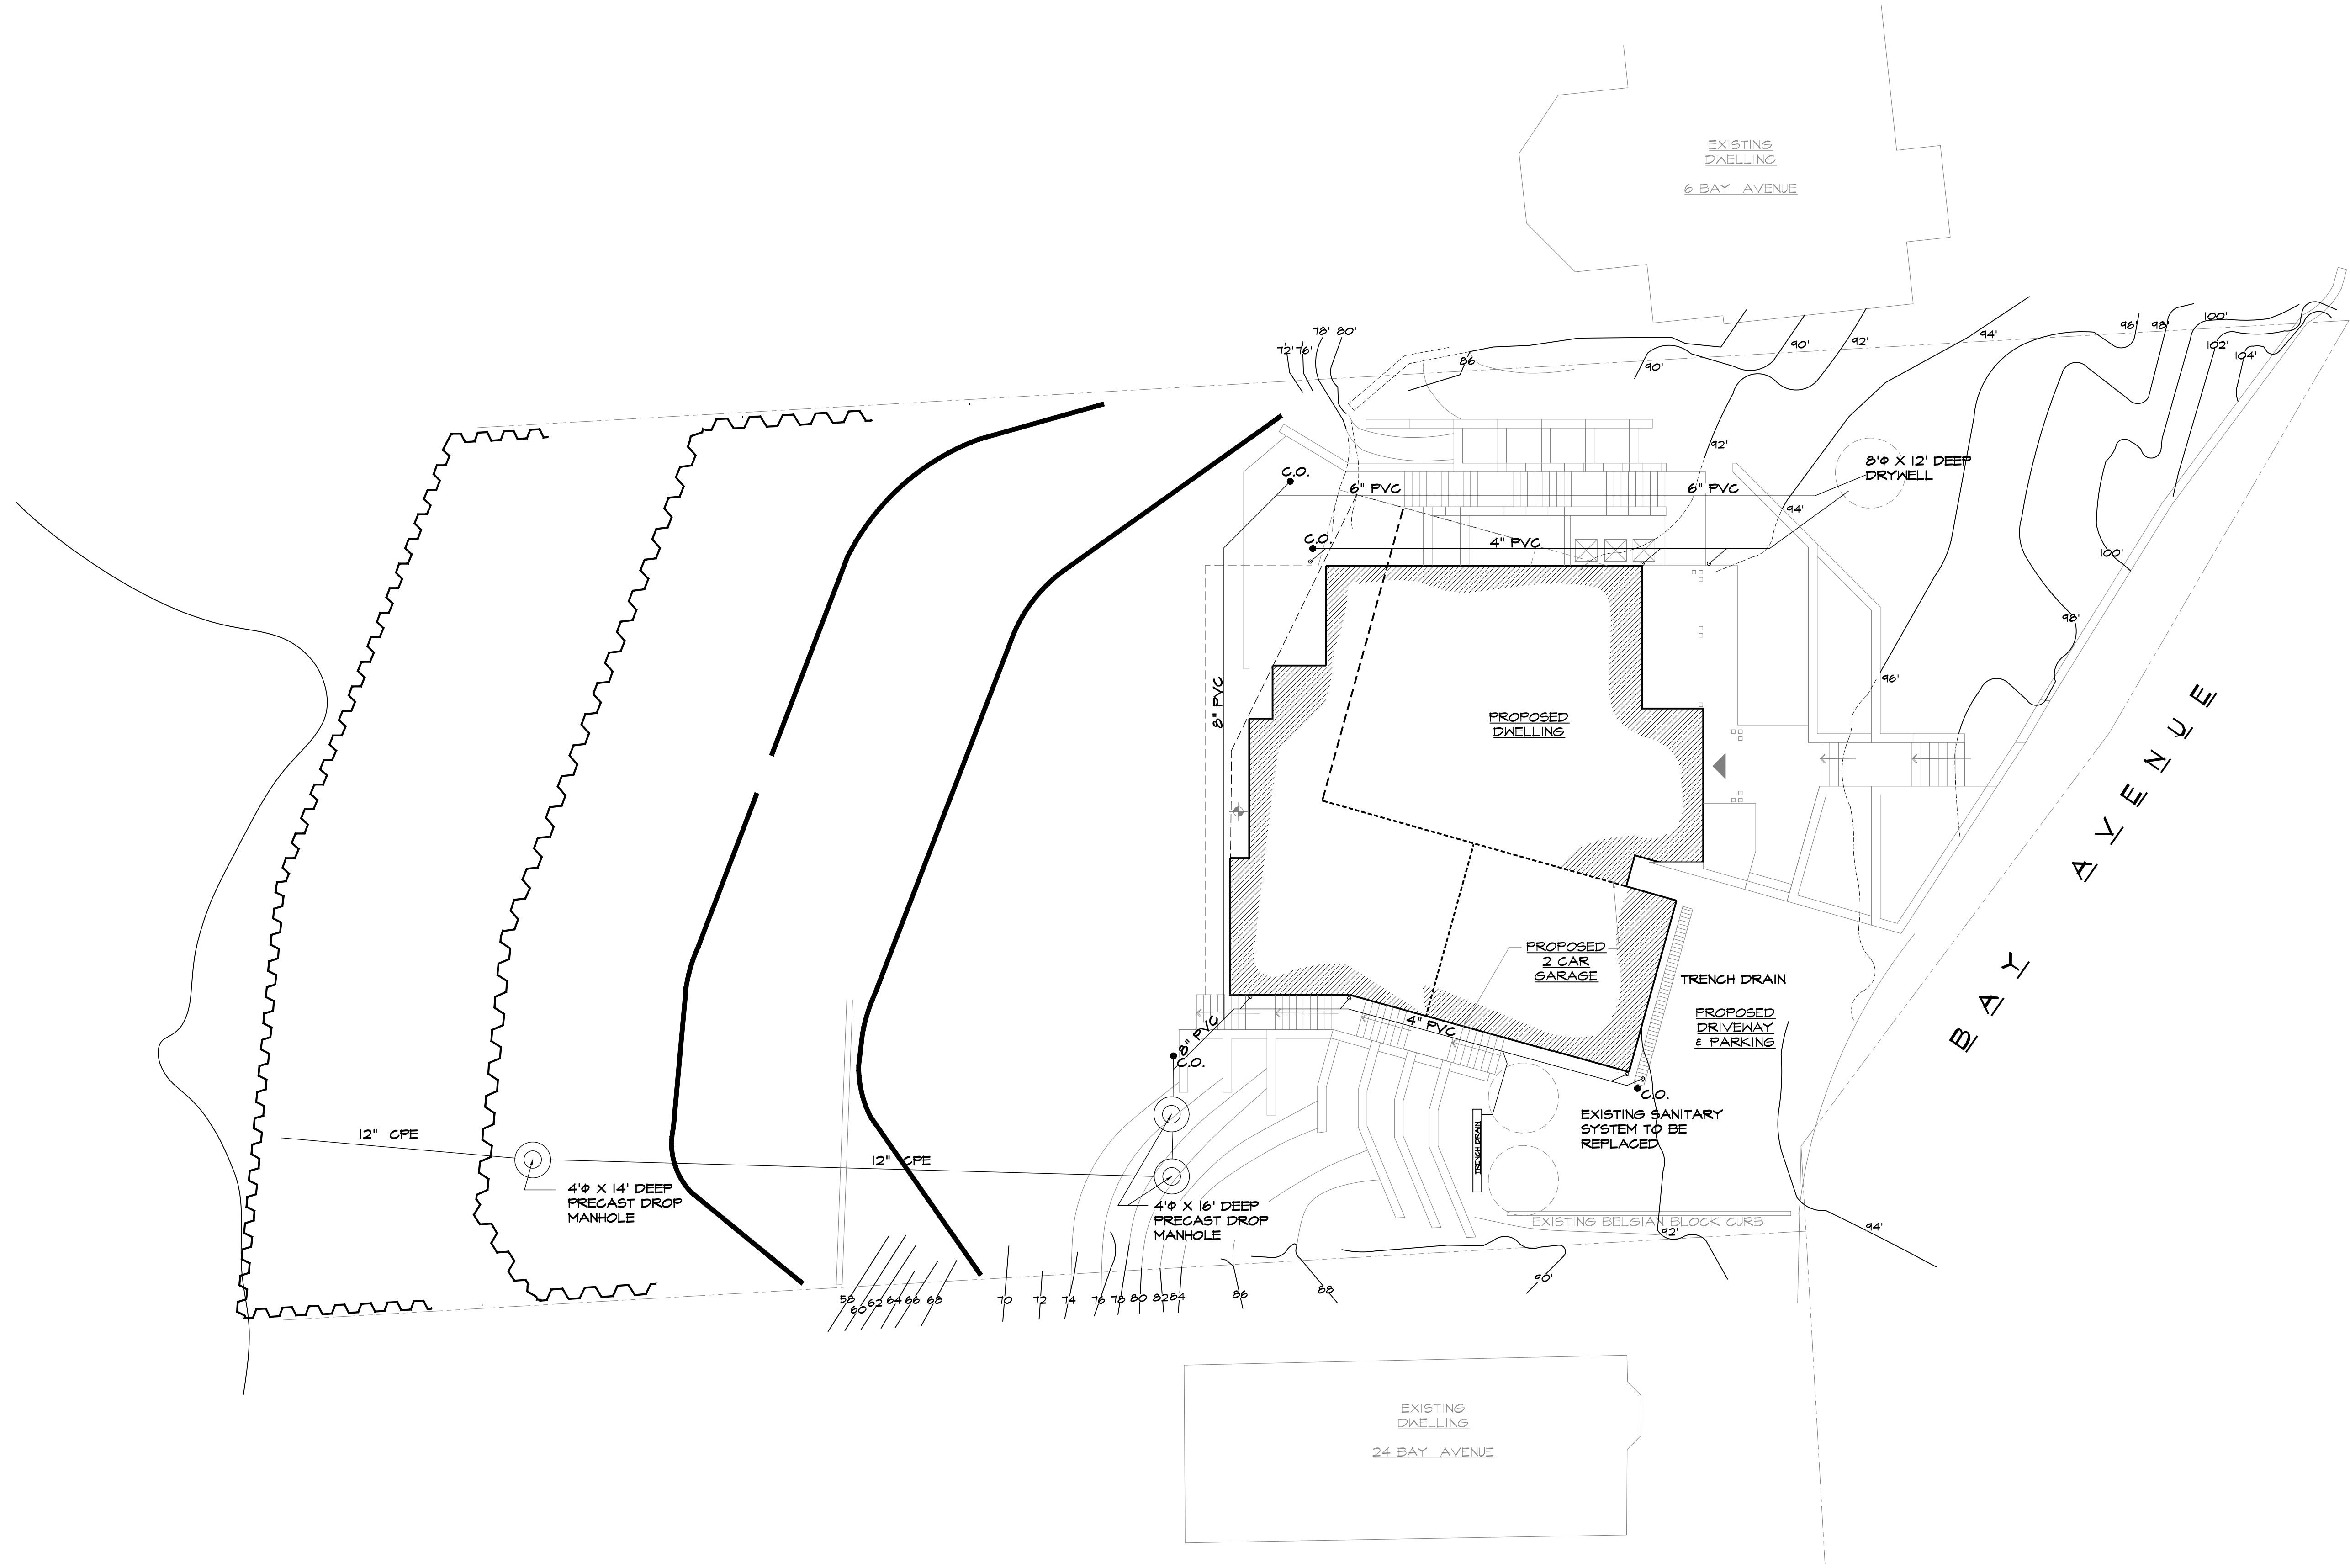 EXISTING
DWELLING
6 BAY AVENUE
72' 76' 78' 80'
86'
90'
90'
92'
94'
96'
98'
100'
102'
104'
92'
94'
100'
98'
96'
8'Φ X 12' DEEP
DRYWELL
C.O.
6" PVC
6" PVC
C.O.
4" PVC
8" PVC
PROPOSED
DWELLING
BAY AVENUE
PROPOSED
2 CAR
GARAGE
TRENCH DRAIN
PROPOSED
DRIVEWAY
& PARKING
4" PVC
8" PVC
C.O.
C.O.
EXISTING SANITARY
SYSTEM TO BE
REPLACED
TRENCH DRAIN
12" CPE
12" CPE
4'Φ X 14' DEEP
PRECAST DROP
MANHOLE
4'Φ X 16' DEEP
PRECAST DROP
MANHOLE
EXISTING BELGIAN BLOCK CURB
92'
94'
58 60 62 64 66 68 70 72 74 76 78 80 82 84 86 88 90'
EXISTING
DWELLING
24 BAY AVENUE